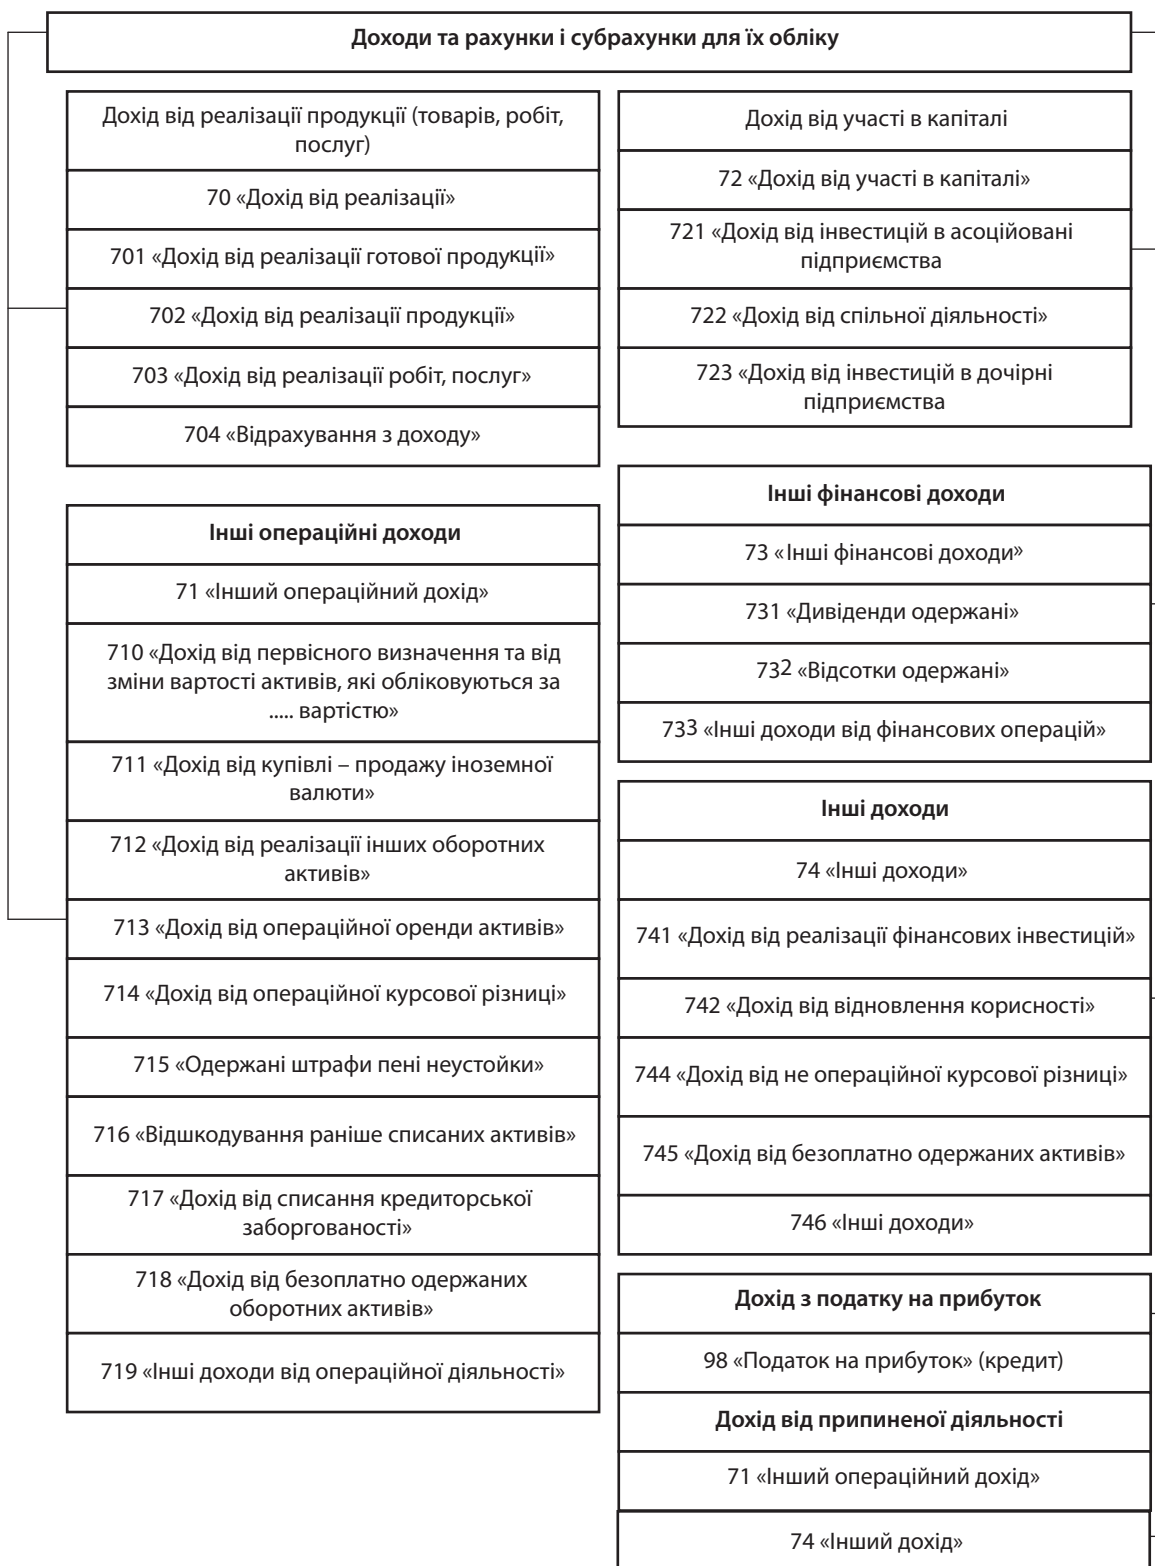 Доходи та рахунки і субрахунки для їх обліку
Дохід від реалізації продукції (товарів, робіт,
послуг)
70 «Дохід від реалізації»
701 «Дохід від реалізації готової продукції»
702 «Дохід від реалізації продукції»
703 «Дохід від реалізації робіт, послуг»
704 «Відрахування з доходу»
Інші операційні доходи
71 «Інший операційний дохід»
710 «Дохід від первісного визначення та від
зміни вартості активів, які обліковуються за
..... вартістю»
711 «Дохід від купівлі – продажу іноземної
валюти»
712 «Дохід від реалізації інших оборотних
активів»
713 «Дохід від операційної оренди активів»
714 «Дохід від операційної курсової різниці»
715 «Одержані штрафи пені неустойки»
716 «Відшкодування раніше списаних активів»
717 «Дохід від списання кредиторської
заборгованості»
718 «Дохід від безоплатно одержаних
оборотних активів»
719 «Інші доходи від операційної діяльності»
Дохід від участі в капіталі
72 «Дохід від участі в капіталі»
721 «Дохід від інвестицій в асоційовані
підприємства
722 «Дохід від спільної діяльності»
723 «Дохід від інвестицій в дочірні
підприємства
Інші фінансові доходи
73 «Інші фінансові доходи»
731 «Дивіденди одержані»
732 «Відсотки одержані»
733 «Інші доходи від фінансових операцій»
Інші доходи
74 «Інші доходи»
741 «Дохід від реалізації фінансових інвестицій»
742 «Дохід від відновлення корисності»
744 «Дохід від не операційної курсової різниці»
745 «Дохід від безоплатно одержаних активів»
746 «Інші доходи»
Дохід з податку на прибуток
98 «Податок на прибуток» (кредит)
Дохід від припиненої діяльності
71 «Інший операційний дохід»
74 «Інший дохід»